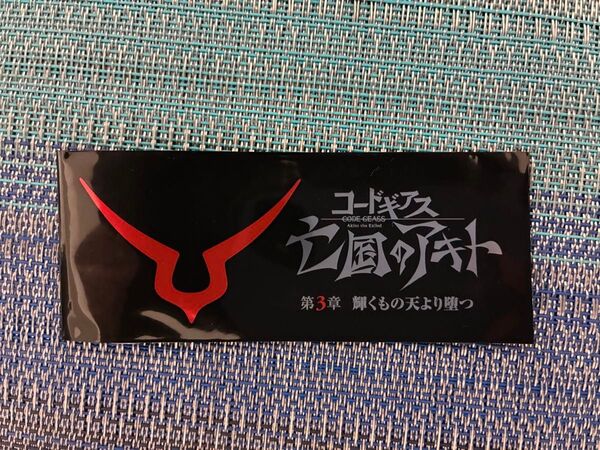 コードギアス
CODE GEASS
Akito the Exiled
亡国のアキト
第3章 輝くもの天より堕つ